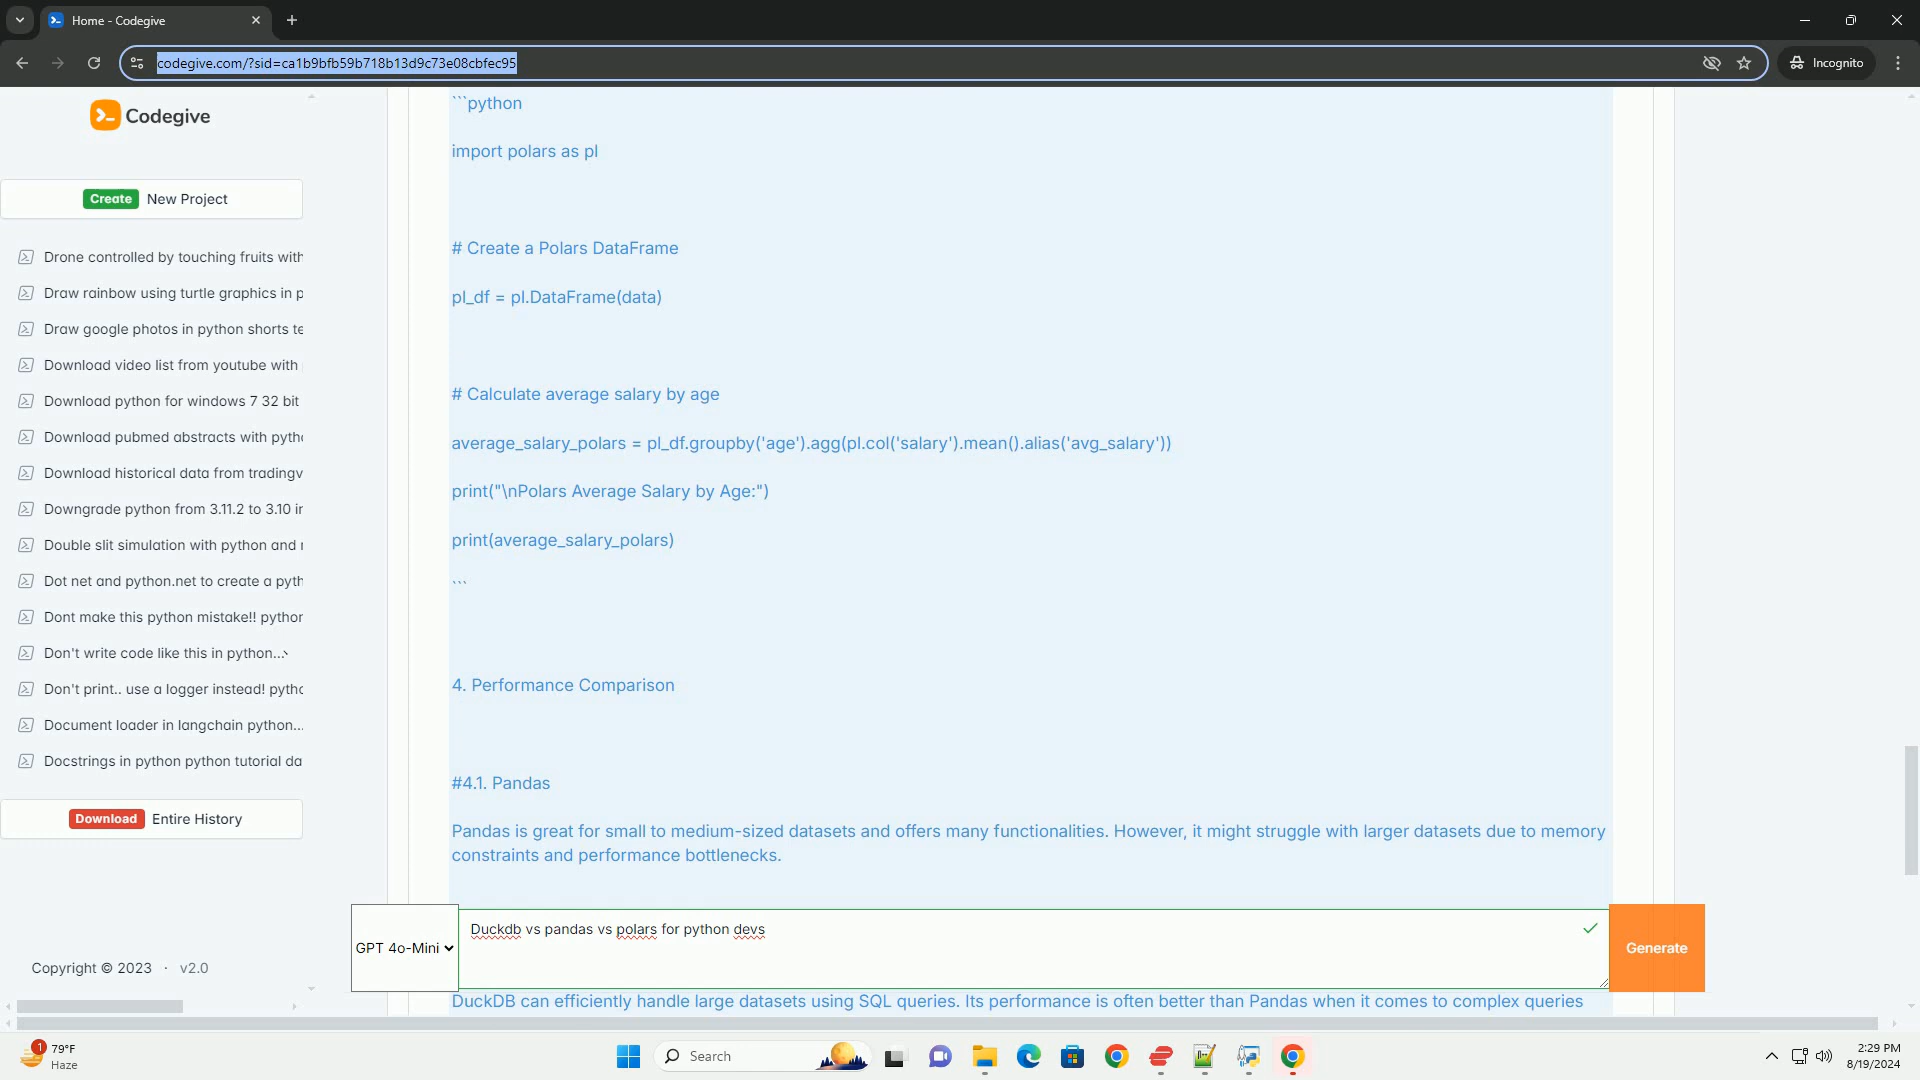 Home - Codegive
codegive.com/?sid=ca1b9bfb59b718b13d9c73e08cbfec95
Incognito
Codegive
Create New Project
Drone controlled by touching fruits with
Draw rainbow using turtle graphics in p
Draw google photos in python shorts te
Download video list from youtube with
Download python for windows 7 32 bit
Download pubmed abstracts with pytho
Download historical data from tradingv
Downgrade python from 3.11.2 to 3.10 in
Double slit simulation with python and
Dot net and python.net to create a pyth
Dont make this python mistake!! python
Don't write code like this in python...
Don't print.. use a logger instead! pytho
Document loader in langchain python...
Docstrings in python python tutorial da
Download Entire History
Copyright © 2023 · v2.0
```python
import polars as pl
# Create a Polars DataFrame
pl_df = pl.DataFrame(data)
# Calculate average salary by age
average_salary_polars = pl_df.groupby('age').agg(pl.col('salary').mean().alias('avg_salary'))
print("\nPolars Average Salary by Age:")
print(average_salary_polars)
```
4. Performance Comparison
#4.1. Pandas
Pandas is great for small to medium-sized datasets and offers many functionalities. However, it might struggle with larger datasets due to memory
constraints and performance bottlenecks.
GPT 4o-Mini
Duckdb vs pandas vs polars for python devs
Generate
DuckDB can efficiently handle large datasets using SQL queries. Its performance is often better than Pandas when it comes to complex queries
1
79°F
Haze
Search
2:29 PM
8/19/2024